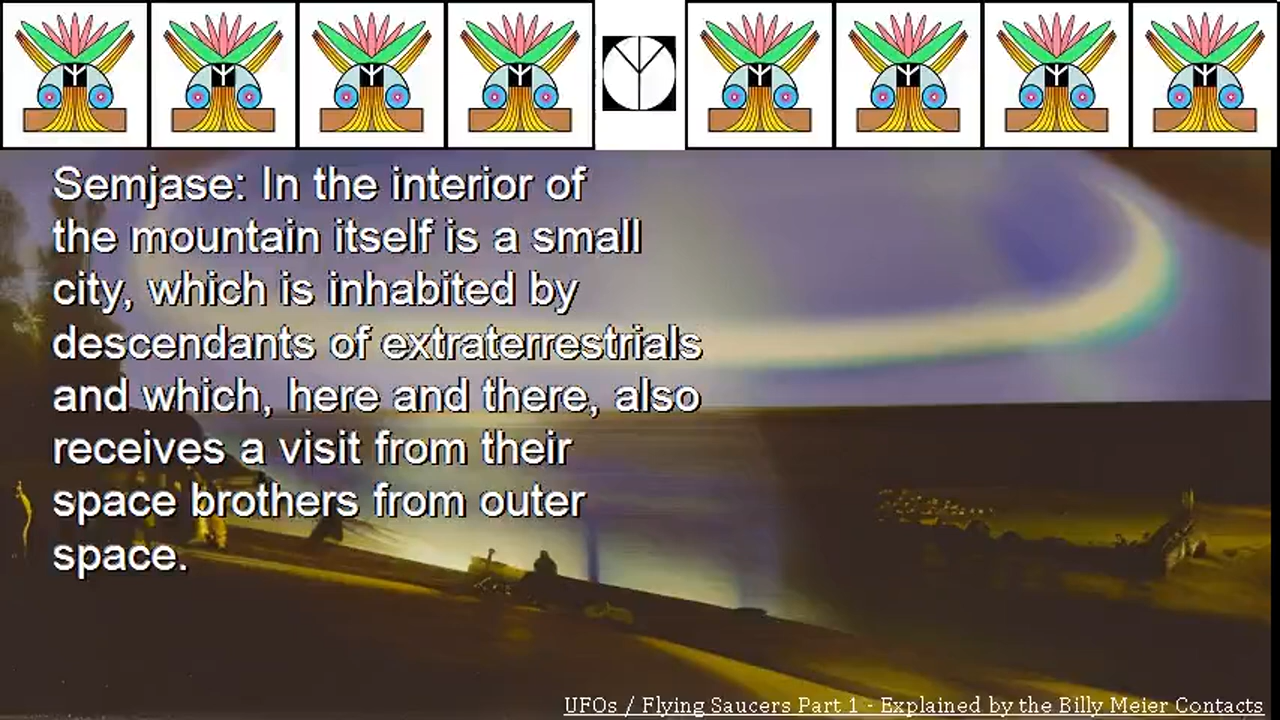 Semjase: In the interior of
the mountain itself is a small
city, which is inhabited by
descendants of extraterrestrials
and which, here and there, also
receives a visit from their
space brothers from outer
space.
UFOs / Flying Saucers Part 1 - Explained by the Billy Meier Contacts